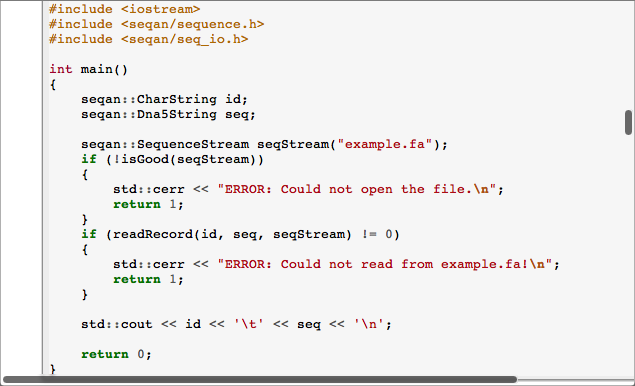 #include <iostream>
#include <seqan/sequence.h>
#include <seqan/seq_io.h>

int main()
{
    seqan::CharString id;
    seqan::Dna5String seq;

    seqan::SequenceStream seqStream("example.fa");
    if (!isGood(seqStream))
    {
        std::cerr << "ERROR: Could not open the file.\n";
        return 1;
    }
    if (readRecord(id, seq, seqStream) != 0)
    {
        std::cerr << "ERROR: Could not read from example.fa!\n";
        return 1;
    }

    std::cout << id << '\t' << seq << '\n';

    return 0;
}